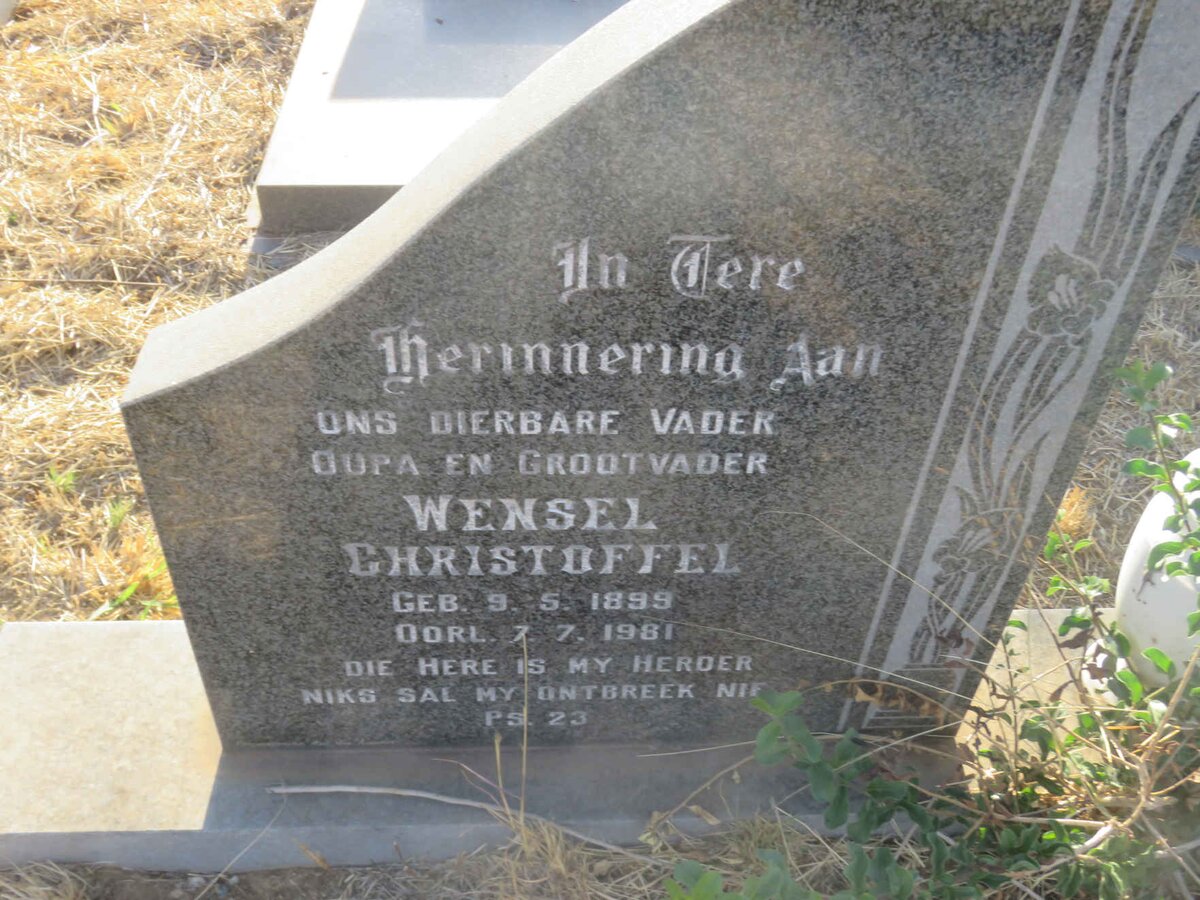 In Tere
Herinnering Aan
ONS DIERBARE VADER
OUPA EN GROOTVADER
WENSEL
CHRISTOFFEL
GEB. 9. 5. 1899
OORL. 7. 7. 1981
DIE HERE IS MY HERDER
NIKS SAL MY ONTBREEK NIE
PS. 23